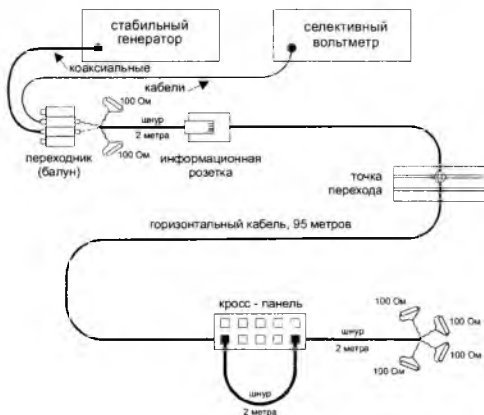 стабильный
генератор
селективный
вольтметр
коаксиальные
кабели
100 Ом
шнур
2 метра
100 Ом
переходник
(балун)
информационная
розетка
точка
перехода
горизонтальный кабель, 95 метров
кросс - панель
100 Ом
100 Ом
шнур
2 метра
100 Ом
100 Ом
шнур
2 метра